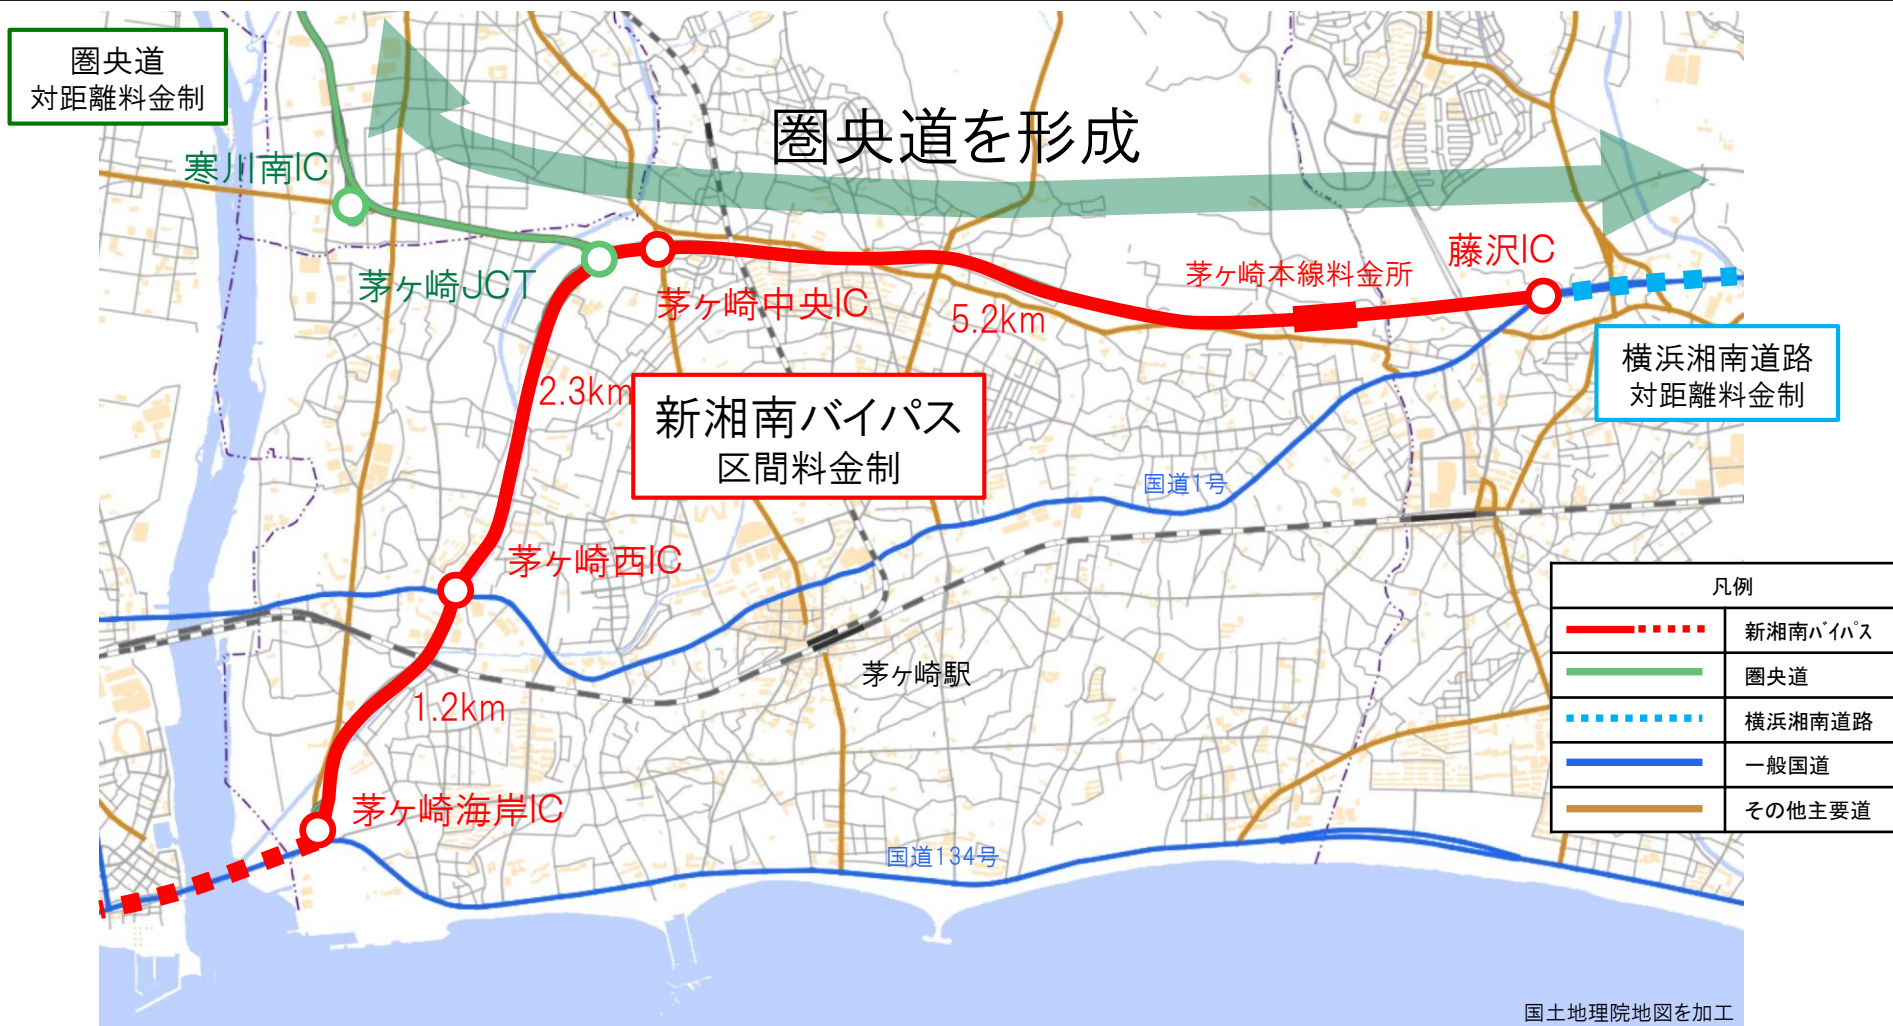 圏央道
対距離料金制
圏央道を形成
寒川南IC
茅ヶ崎JCT
茅ヶ崎中央IC
茅ヶ崎本線料金所
藤沢IC
5.2km
横浜湘南道路
対距離料金制
2.3km
新湘南バイパス
区間料金制
国道1号
茅ヶ崎西IC
茅ヶ崎駅
1.2km
茅ヶ崎海岸IC
国道134号
凡例
新湘南バイパス
圏央道
横浜湘南道路
一般国道
その他主要道
国土地理院地図を加工